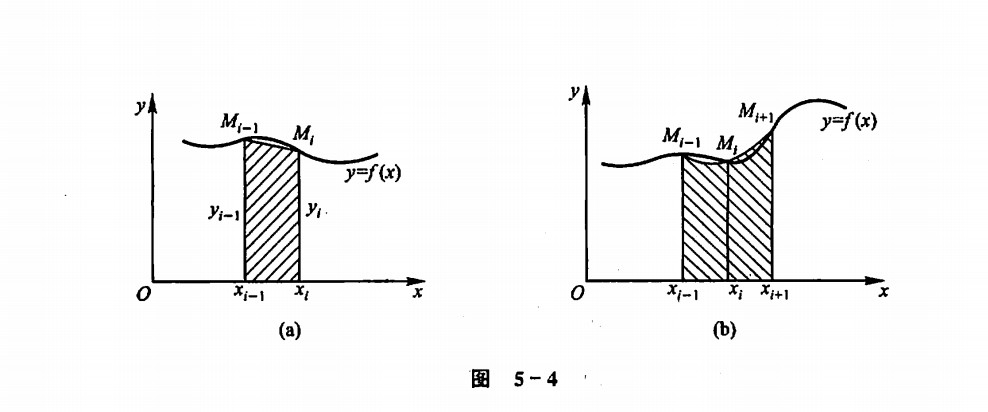 y
M_{i-1}
M_i
y=f(x)
y_{i-1}
y_i
O
x_{i-1}
x_i
x
(a)
y
M_{i-1}
M_i
M_{i+1}
y=f(x)
O
x_{i-1}
x_i
x_{i+1}
x
(b)
图 5-4